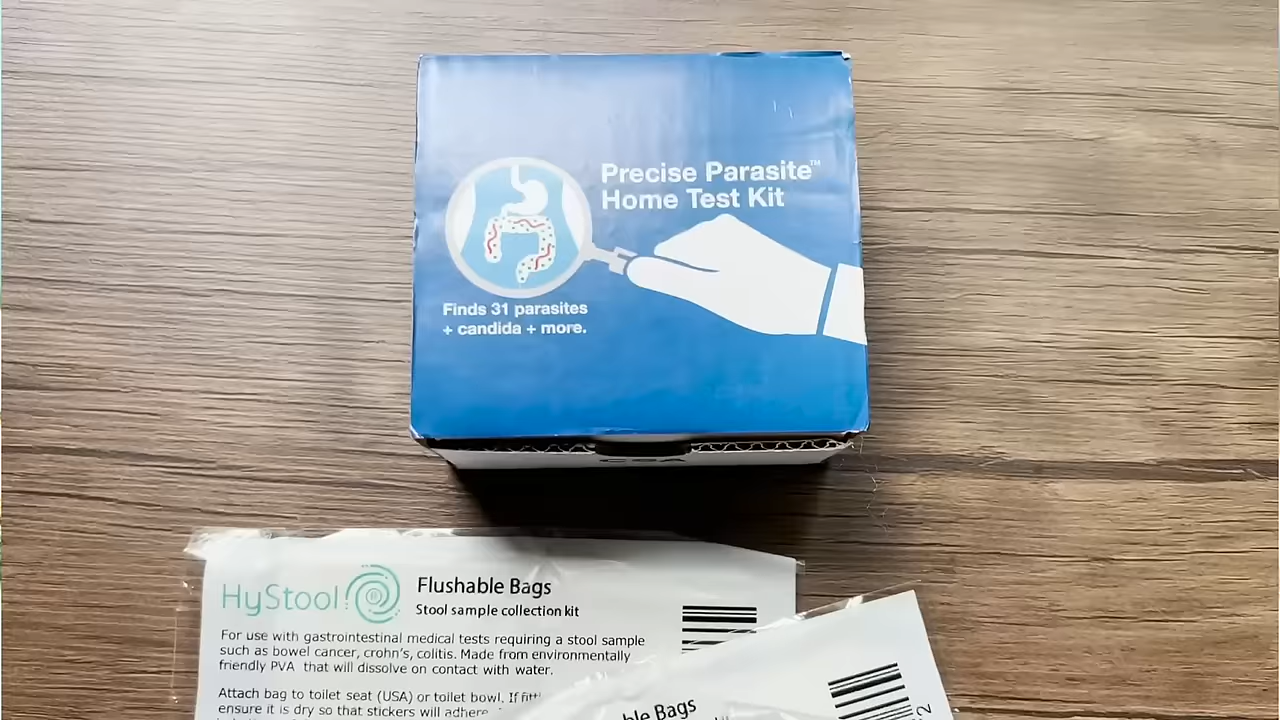 Precise Parasite™
Home Test Kit
Finds 31 parasites
+ candida + more.
HyStool
Flushable Bags
Stool sample collection kit
For use with gastrointestinal medical tests requiring a stool sample
such as bowel cancer, crohn's, colitis. Made from environmentally
friendly PVA that will dissolve on contact with water.
Attach bag to toilet seat (USA) or toilet bowl. If
ensure it is dry so that stickers will adhere.
Bags